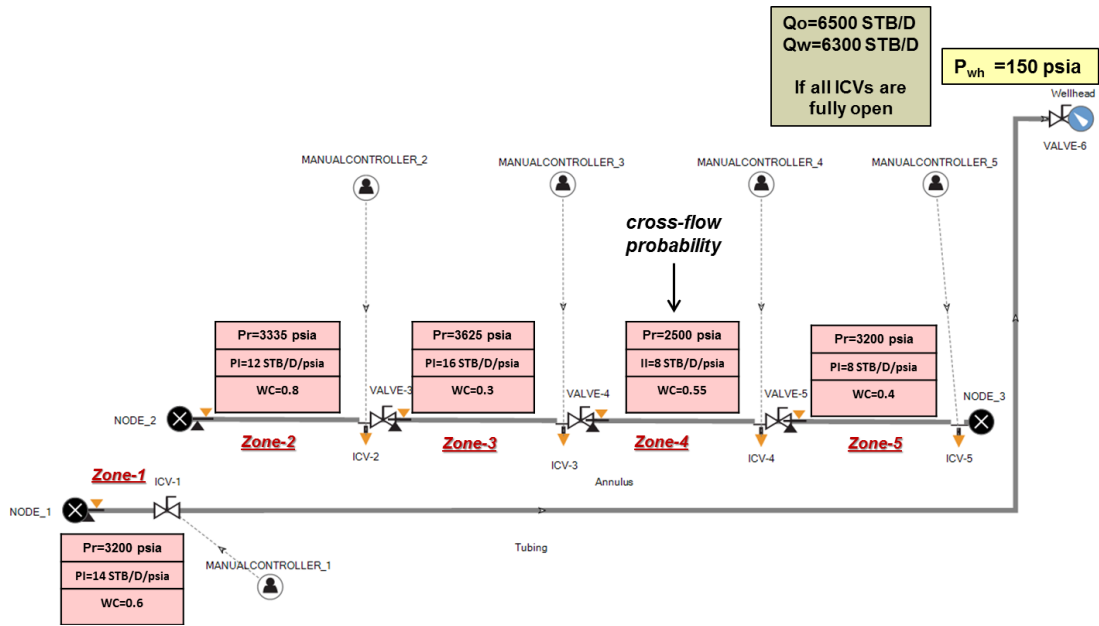 Qo=6500 STB/D
Qw=6300 STB/D
If all ICVs are
fully open
Pwh =150 psia
Wellhead
VALVE-6
MANUALCONTROLLER_2
MANUALCONTROLLER_3
MANUALCONTROLLER_4
MANUALCONTROLLER_5
cross-flow
probability
Pr=3335 psia
PI=12 STB/D/psia
WC=0.8
Pr=3625 psia
PI=16 STB/D/psia
WC=0.3
Pr=2500 psia
II=8 STB/D/psia
WC=0.55
Pr=3200 psia
PI=8 STB/D/psia
WC=0.4
VALVE-3
VALVE-4
VALVE-5
NODE_3
NODE_2
Zone-2
Zone-3
Zone-4
Zone-5
ICV-2
ICV-3
ICV-4
ICV-5
Zone-1
ICV-1
Annulus
NODE_1
Tubing
Pr=3200 psia
PI=14 STB/D/psia
WC=0.6
MANUALCONTROLLER_1